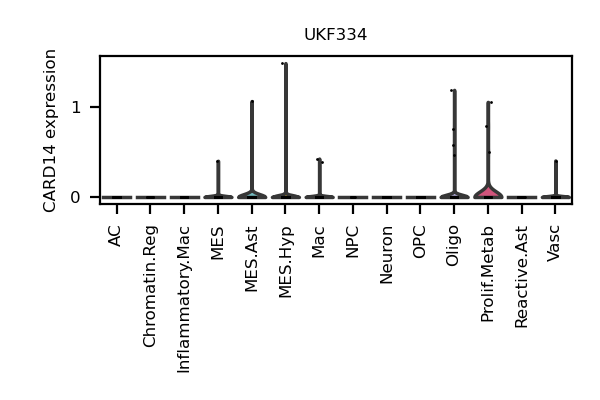 UKF334
CARD14 expression
1
0
AC
Chromatin.Reg
Inflammatory.Mac
MES
MES.Ast
MES.Hyp
Mac
NPC
Neuron
OPC
Oligo
Prolif.Metab
Reactive.Ast
Vasc